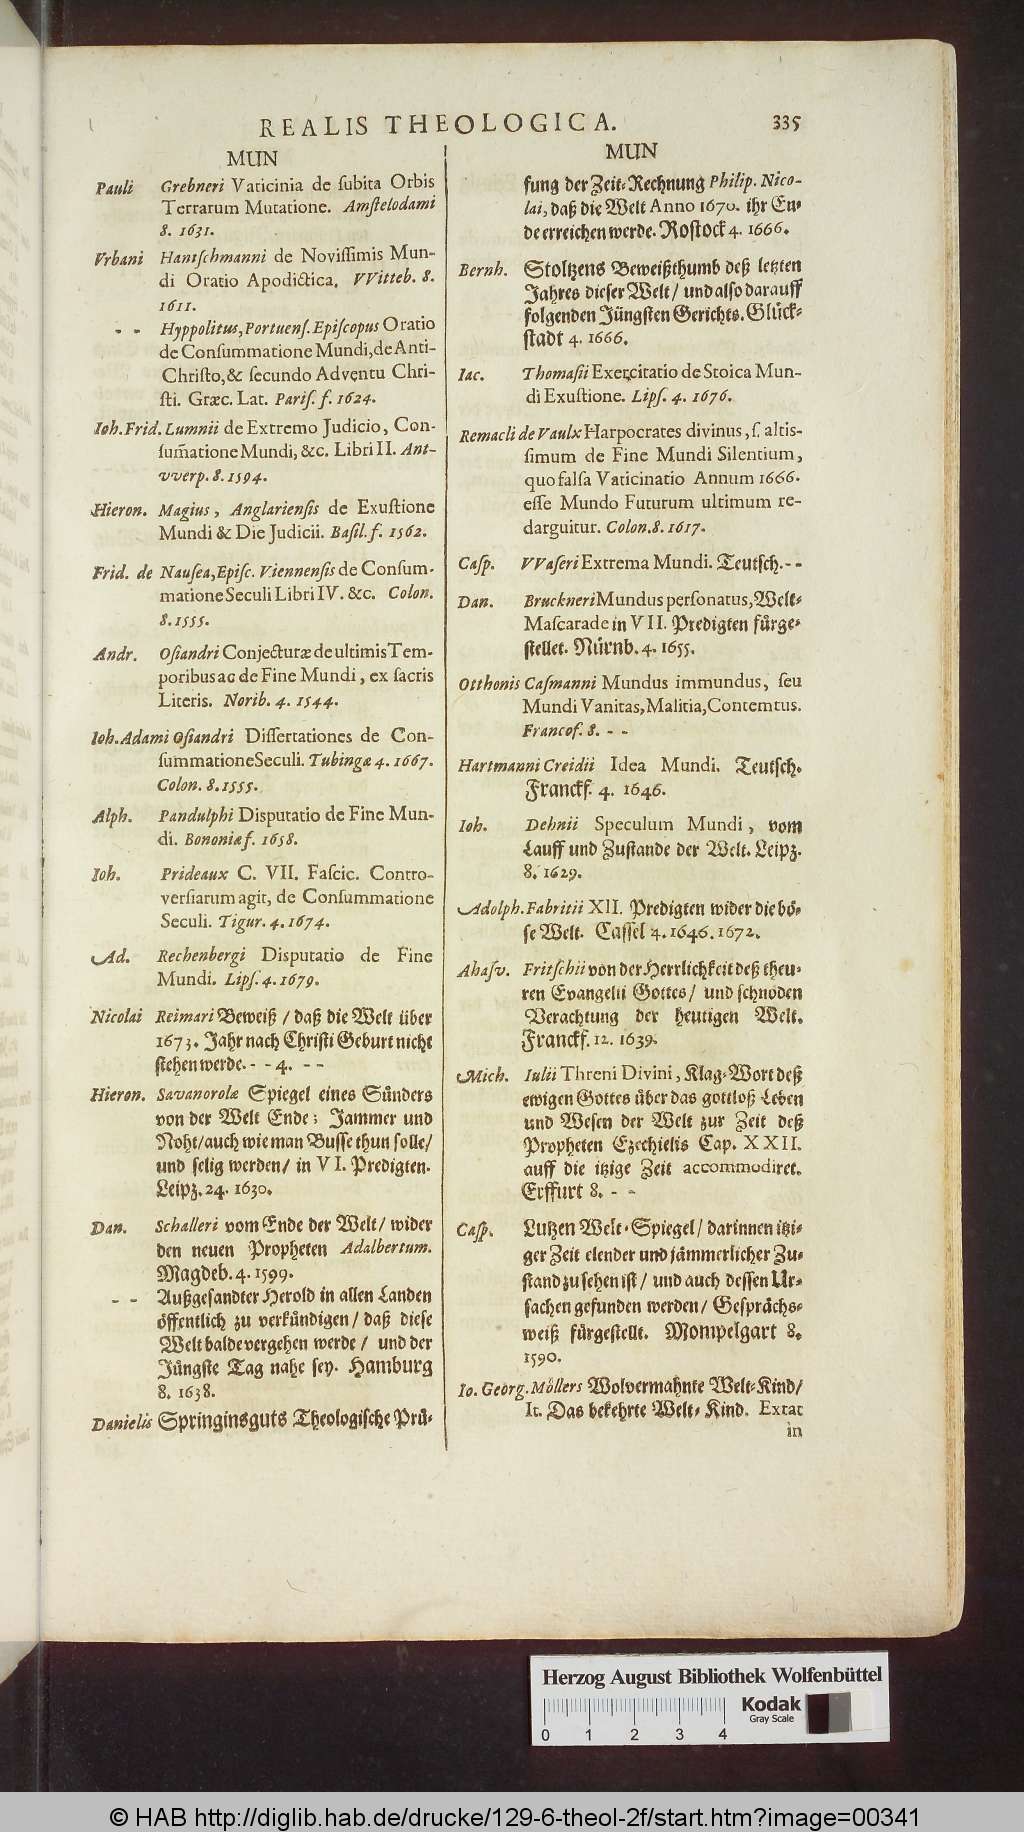 REALIS THEOLOGICA. 335
MUN
Pauli Grebneri Vaticinia de ſubita Orbis
Terrarum Mutatione. Amſtelodami
8. 1631.
Vrbani Hantſchmanni de Noviſſimis Mun-
di Oratio Apodictica. VVitteb. 8.
1611.
- - Hyppolitus, Portuenſ. Epiſcopus Oratio
de Conſummatione Mundi, de Anti-
Chriſto, & ſecundo Adventu Chri-
ſti. Græc. Lat. Pariſ. f. 1624.
Ioh. Frid. Lumnii de Extremo Judicio, Con-
ſum̃atione Mundi, &c. Libri II. Ant-
vverp. 8. 1594.
Hieron. Magius, Anglarienſis de Exuſtione
Mundi & Die Judicii. Baſil. f. 1562.
Frid. de Nauſea, Epiſc. Viennenſis de Conſum-
matione Seculi Libri IV. &c. Colon.
8. 1555.
Andr. Oſiandri Conjecturæ de ultimis Tem-
poribus ac de Fine Mundi, ex ſacris
Literis. Norib. 4. 1544.
Ioh. Adami Oſiandri Diſſertationes de Con-
ſummatione Seculi. Tubingæ 4. 1667.
Colon. 8. 1555.
Alph. Pandulphi Disputatio de Fine Mun-
di. Bononiæ f. 1658.
Ioh. Prideaux C. VII. Faſcic. Contro-
verſiarum agit, de Conſummatione
Seculi. Tigur. 4. 1674.
Ad. Rechenbergi Disputatio de Fine
Mundi. Lipſ. 4. 1679.
Nicolai Reimari Beweiß / daß die Welt über
1673. Jahr nach Chriſti Geburt nicht
ſtehen werde. - - 4. - -
Hieron. Savanorolæ Spiegel eines Sünders
von der Welt Ende; Jammer und
Noht / auch wie man Buſſe thun ſolle /
und ſelig werden / in VI. Predigten.
Leipz. 24. 1630.
Dan. Schalleri vom Ende der Welt / wider
den neuen Propheten Adalbertum.
Magdeb. 4. 1599.
- - Außgeſandter Herold in allen Landen
öffentlich zu verkündigen / daß dieſe
Welt balde vergehen werde / und der
Jüngſte Tag nahe ſey. Hamburg
8. 1638.
Danielis Springinsguts Theologiſche Prü-
MUN
fung der Zeit-Rechnung Philip. Nico-
lai, daß die Welt Anno 1670. ihr En-
de erreichen werde. Roſtock 4. 1666.
Bernh. Stoltzens Beweißthumb deß letzten
Jahres dieſer Welt / und alſo darauff
folgenden Jüngſten Gerichts. Glück-
ſtadt 4. 1666.
Iac. Thomaſii Exercitatio de Stoica Mun-
di Exuſtione. Lipſ. 4. 1676.
Remacli de Vaulx Harpocrates divinus, ſ. altis-
ſimum de Fine Mundi Silentium,
quo falſa Vaticinatio Annum 1666.
eſſe Mundo Futurum ultimum re-
darguitur. Colon. 8. 1617.
Caſp. VVaſeri Extrema Mundi. Teutſch. - -
Dan. Bruckneri Mundus perſonatus, Welt-
Maſcarade in VII. Predigten fürge-
ſtellet. Nürnb. 4. 1655.
Otthonis Caſmanni Mundus immundus, ſeu
Mundi Vanitas, Malitia, Contemtus.
Francof. 8. - -
Hartmanni Creidii Idea Mundi. Teutſch.
Franckf. 4. 1646.
Ioh. Dehnii Speculum Mundi, vom
Lauff und Zuſtande der Welt. Leipz.
8. 1629.
Adolph. Fabritii XII. Predigten wider die bö-
ſe Welt. Caſſel 4. 1646. 1672.
Ahaſv. Fritſchii von der Herrlichkeit deß theu-
ren Evangelii Gottes / und ſchnöden
Verachtung der heutigen Welt.
Franckf. 12. 1639.
Mich. Iulii Threni Divini, Klag-Wort deß
ewigen Gottes über das gottloß Leben
und Weſen der Welt zur Zeit deß
Propheten Ezechielis Cap. XXII.
auff die itzige Zeit accommodiret.
Erffurt 8. - -
Caſp. Lutzen Welt-Spiegel / darinnen itzi-
ger Zeit elender und jämmerlicher Zu-
ſtand zu ſehen iſt / und auch deſſen Ur-
ſachen gefunden werden / Geſprächs-
weiß fürgeſtellt. Mompelgart 8.
1590.
Io. Georg. Möllers Wolvermahnte Welt-Kind /
It. Das bekehrte Welt-Kind. Extat
in
Herzog August Bibliothek Wolfenbüttel
Kodak
Gray Scale
0 1 2 3 4
© HAB http://diglib.hab.de/drucke/129-6-theol-2f/start.htm?image=00341